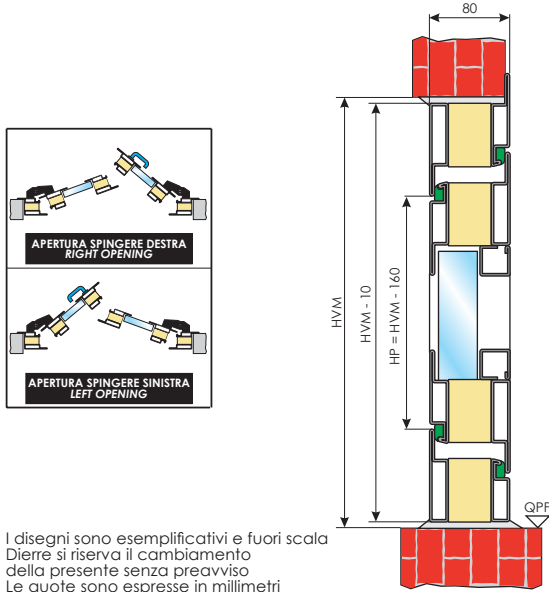 80
APERTURA SPINGERE DESTRA
RIGHT OPENING
APERTURA SPINGERE SINISTRA
LEFT OPENING
HVM
HVM - 10
HP = HVM - 160
QPF
I disegni sono esemplificativi e fuori scala
Dierre si riserva il cambiamento
della presente senza preavviso
Le quote sono espresse in millimetri